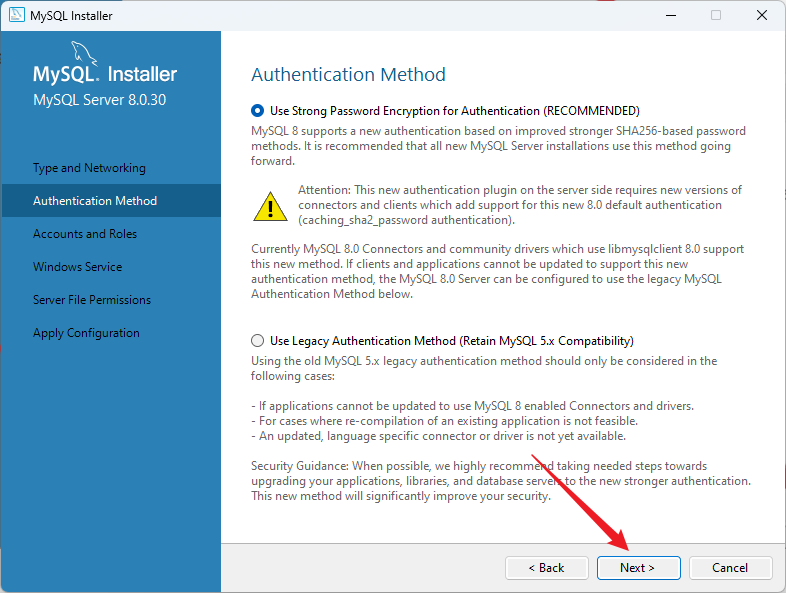 MySQL Installer
MySQL. Installer
MySQL Server 8.0.30
Type and Networking
Authentication Method
Accounts and Roles
Windows Service
Server File Permissions
Apply Configuration
Authentication Method
Use Strong Password Encryption for Authentication (RECOMMENDED)
MySQL 8 supports a new authentication based on improved stronger SHA256-based password
methods. It is recommended that all new MySQL Server installations use this method going
forward.
Attention: This new authentication plugin on the server side requires new versions of
connectors and clients which add support for this new 8.0 default authentication
(caching_sha2_password authentication).
Currently MySQL 8.0 Connectors and community drivers which use libmysqlclient 8.0 support
this new method. If clients and applications cannot be updated to support this new
authentication method, the MySQL 8.0 Server can be configured to use the legacy MySQL
Authentication Method below.
Use Legacy Authentication Method (Retain MySQL 5.x Compatibility)
Using the old MySQL 5.x legacy authentication method should only be considered in the
following cases:
- If applications cannot be updated to use MySQL 8 enabled Connectors and drivers.
- For cases where re-compilation of an existing application is not feasible.
- An updated, language specific connector or driver is not yet available.
Security Guidance: When possible, we highly recommend taking needed steps towards
upgrading your applications, libraries, and database servers to the new stronger authentication.
This new method will significantly improve your security.
< Back
Next >
Cancel